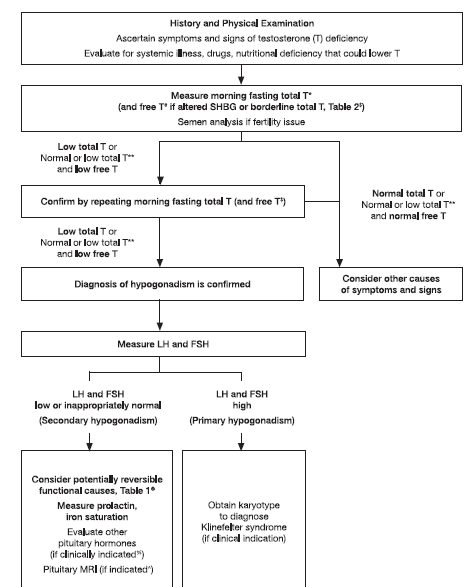 History and Physical Examination
Ascertain symptoms and signs of testosterone (T) deficiency
Evaluate for systemic illness, drugs, nutritional deficiency that could lower T
Measure morning fasting total T*
(and free T# if altered SHBG or borderline total T, Table 2$)
Semen analysis if fertility issue
Low total T or
Normal or low total T**
and low free T
Normal total T or
Normal or low total T**
and normal free T
Confirm by repeating morning fasting total T (and free T$)
Low total T or
Normal or low total T**
and low free T
Diagnosis of hypogonadism is confirmed
Consider other causes
of symptoms and signs
Measure LH and FSH
LH and FSH
low or inappropriately normal
(Secondary hypogonadism)
LH and FSH
high
(Primary hypogonadism)
Consider potentially reversible
functional causes, Table 1@
Measure prolactin,
iron saturation
Evaluate other
pituitary hormones
(if clinically indicated%)
Pituitary MRI (if indicated^)
Obtain karyotype
to diagnose
Klinefelter syndrome
(if clinical indication)